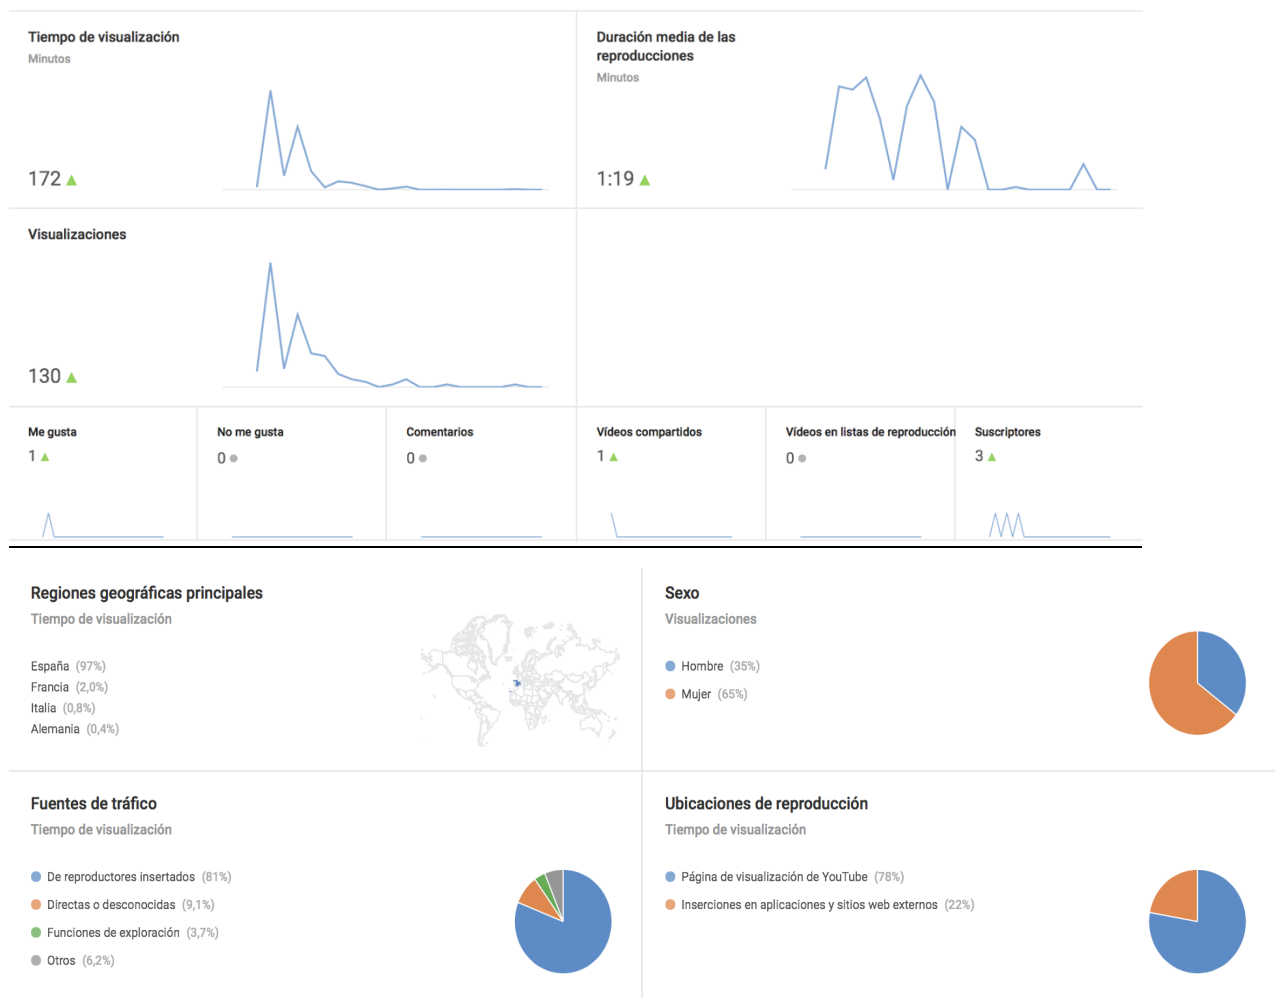 Tiempo de visualización
Minutos
172
Duración media de las
reproducciones
Minutos
1:19
Visualizaciones
130
Me gusta
1
No me gusta
0
Comentarios
0
Vídeos compartidos
1
Vídeos en listas de reproducción
0
Suscriptores
3
Regiones geográficas principales
Tiempo de visualización
España (97%)
Francia (2,0%)
Italia (0,8%)
Alemania (0,4%)
Sexo
Visualizaciones
Hombre (35%)
Mujer (65%)
Fuentes de tráfico
Tiempo de visualización
De reproductores insertados (81%)
Directas o desconocidas (9,1%)
Funciones de exploración (3,7%)
Otros (6,2%)
Ubicaciones de reproducción
Tiempo de visualización
Página de visualización de YouTube (78%)
Inserciones en aplicaciones y sitios web externos (22%)